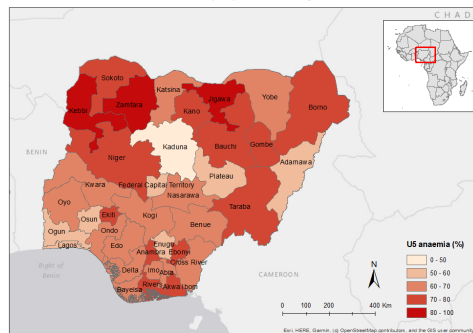 CHAD
Sokoto
Katsina
Jigawa
Yobe
Borno
Kebbi
Zamfara
Kano
Kaduna
Bauchi
Gombe
Niger
Adamawa
BENIN
Plateau
Kwara
Federal Capital Territory
Nasarawa
Oyo
Taraba
Ekiti
Osun
Kogi
Benue
Ogun
Ondo
Lagos
Edo
Enugu
Anambra Ebonyi
Cross River
Bight of
Benin
Delta
Imo
Abia
Rivers
Akwa Ibom
Bayelsa
CAMEROON
U5 anaemia (%)
0 - 50
50 - 60
60 - 70
70 - 80
80 - 100
N
0 100 200 400 Km
Esri, HERE, Garmin, (c) OpenStreetMap contributors, and the GIS user community